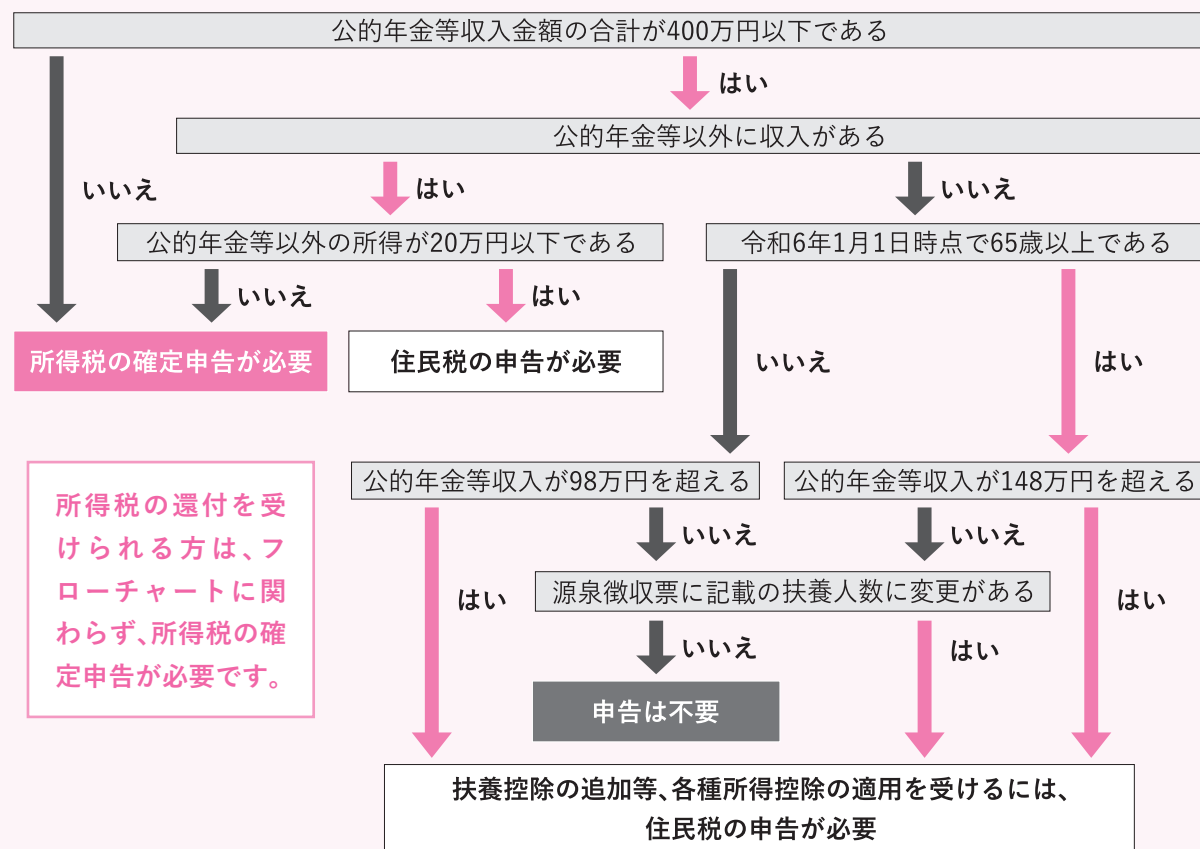 公的年金等収入金額の合計が400万円以下である
はい
公的年金等以外に収入がある
いいえ
はい
いいえ
公的年金等以外の所得が20万円以下である
令和6年1月1日時点で65歳以上である
いいえ
はい
所得税の確定申告が必要
住民税の申告が必要
いいえ
はい
所得税の還付を受
けられる方は、フ
ローチャートに関
わらず、所得税の確
定申告が必要です。
公的年金等収入が98万円を超える
公的年金等収入が148万円を超える
いいえ
いいえ
はい
源泉徴収票に記載の扶養人数に変更がある
はい
いいえ
はい
申告は不要
扶養控除の追加等、各種所得控除の適用を受けるには、
住民税の申告が必要